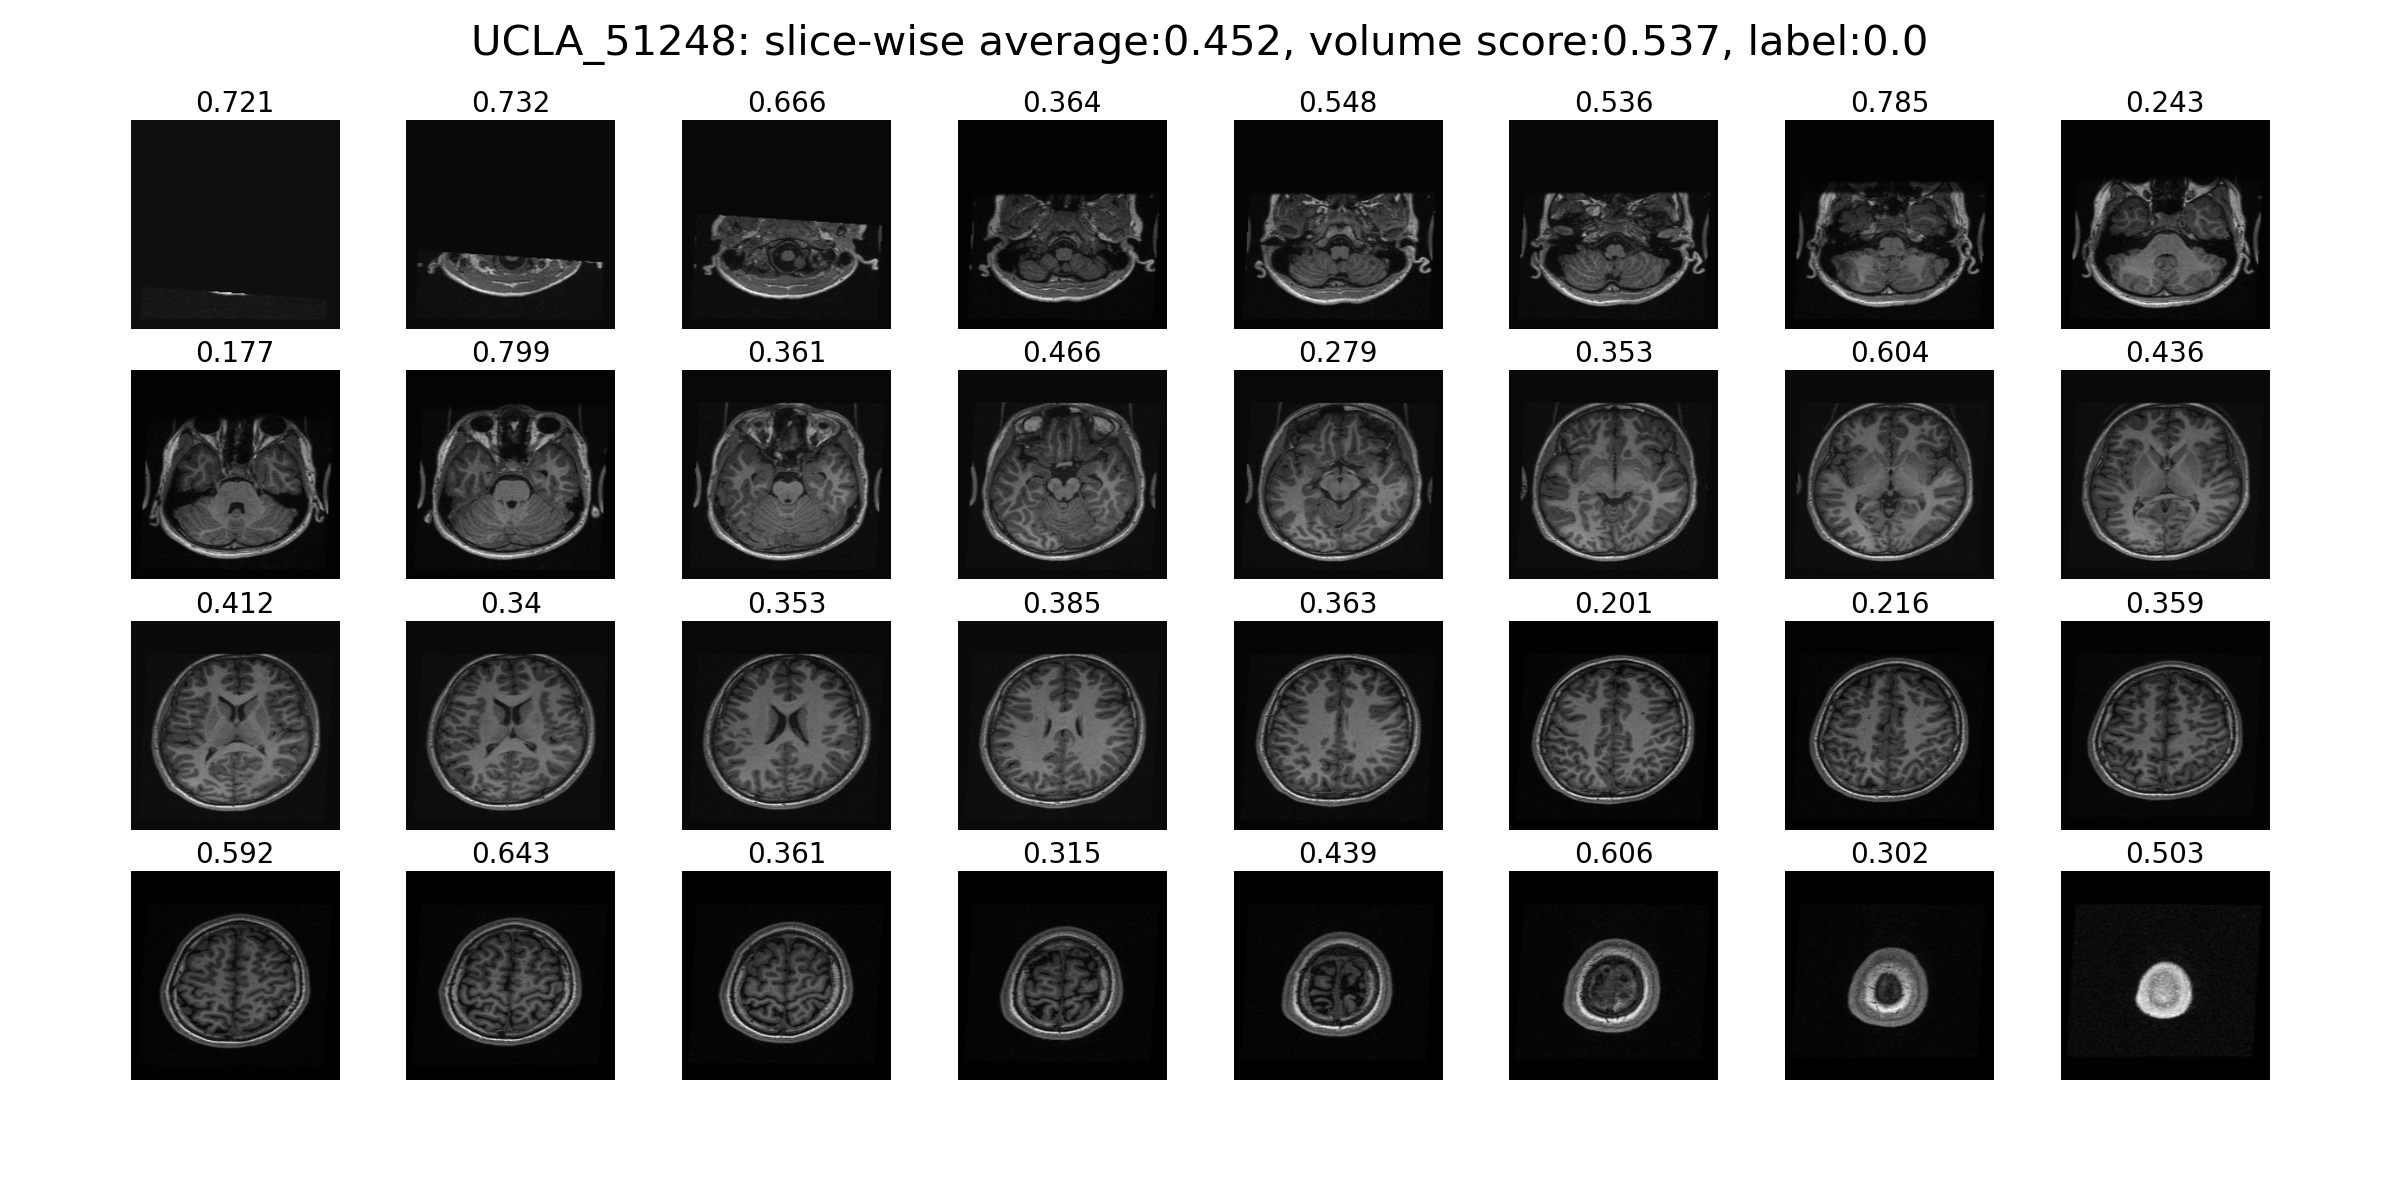 UCLA_51248: slice-wise average:0.452, volume score:0.537, label:0.0
0.721 0.732 0.666 0.364 0.548 0.536 0.785 0.243
0.177 0.799 0.361 0.466 0.279 0.353 0.604 0.436
0.412 0.34 0.353 0.385 0.363 0.201 0.216 0.359
0.592 0.643 0.361 0.315 0.439 0.606 0.302 0.503